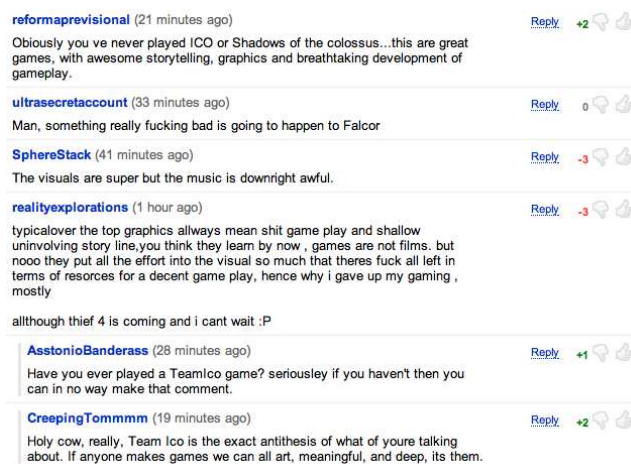 reformaprevisional (21 minutes ago) Reply +2
Obiously you ve never played ICO or Shadows of the colossus...this are great
games, with awesome storytelling, graphics and breathtaking development of
gameplay.
ultrasecretaccount (33 minutes ago) Reply 0
Man, something really fucking bad is going to happen to Falcor
SphereStack (41 minutes ago) Reply -3
The visuals are super but the music is downright awful.
realityexplorations (1 hour ago) Reply -3
typicalover the top graphics allways mean shit game play and shallow
uninvolving story line,you think they learn by now , games are not films. but
nooo they put all the effort into the visual so much that theres fuck all left in
terms of resorces for a decent game play, hence why i gave up my gaming ,
mostly
allthough thief 4 is coming and i cant wait :P
AsstonioBanderass (28 minutes ago) Reply +1
Have you ever played a TeamIco game? seriousley if you haven't then you
can in no way make that comment.
CreepingTommmm (19 minutes ago) Reply +2
Holy cow, really, Team Ico is the exact antithesis of what of youre talking
about. If anyone makes games we can all art, meaningful, and deep, its them.